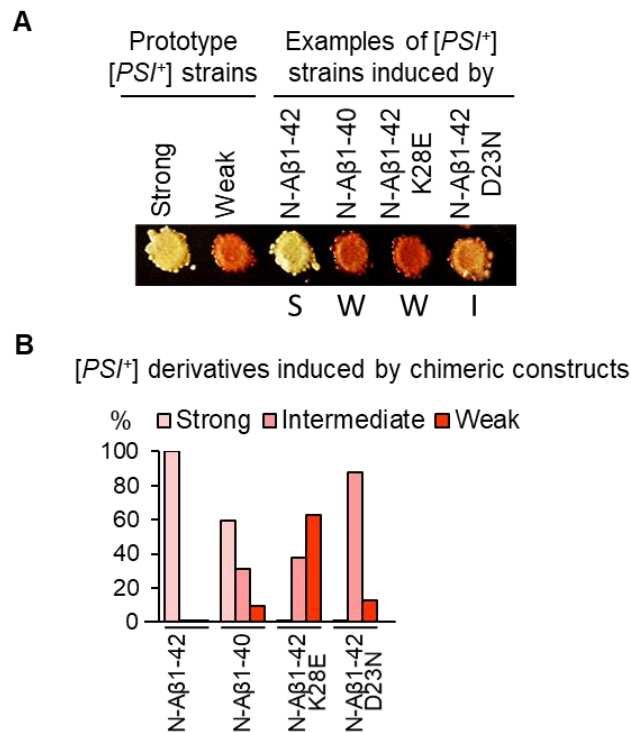 A
Prototype
[PSI+] strains
Examples of [PSI+]
strains induced by
Strong
Weak
N-Aβ1-42
N-Aβ1-40
N-Aβ1-42
K28E
N-Aβ1-42
D23N
S W W I
B
[PSI+] derivatives induced by chimeric constructs
% Strong Intermediate Weak
100
80
60
40
20
0
N-Aβ1-42
N-Aβ1-40
N-Aβ1-42
K28E
N-Aβ1-42
D23N